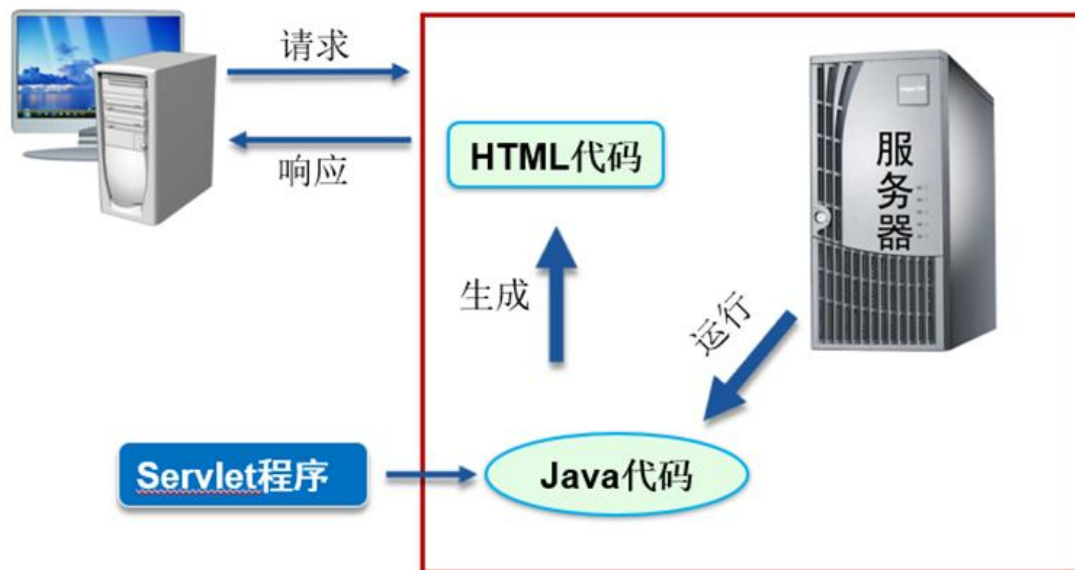 请求
响应
HTML代码
服务器
生成
运行
Servlet程序
Java代码